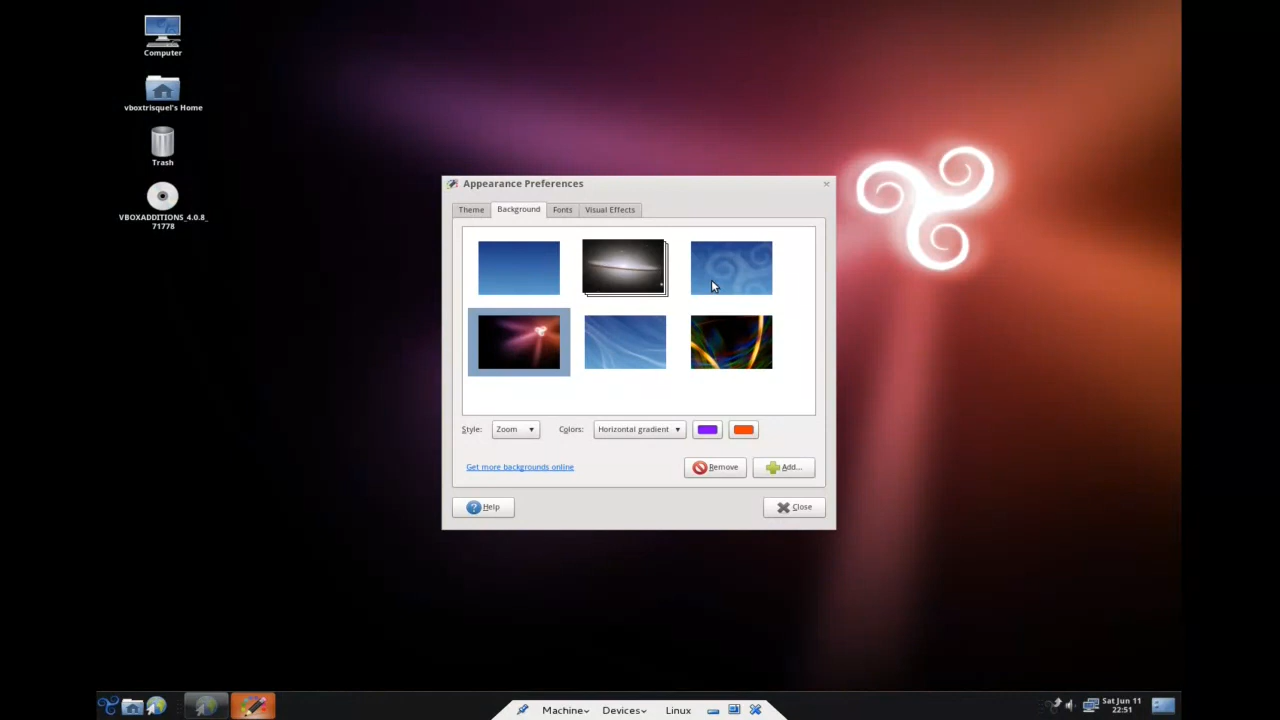 Computer
vboxtrisquel's Home
Trash
VBOXADDITIONS_4.0.8_
71778
Appearance Preferences
Theme
Background
Fonts
Visual Effects
Style:
Zoom
Colors:
Horizontal gradient
Get more backgrounds online
Remove
Add...
Help
Close
Machine
Devices
Linux
Sat Jun 11
22:51